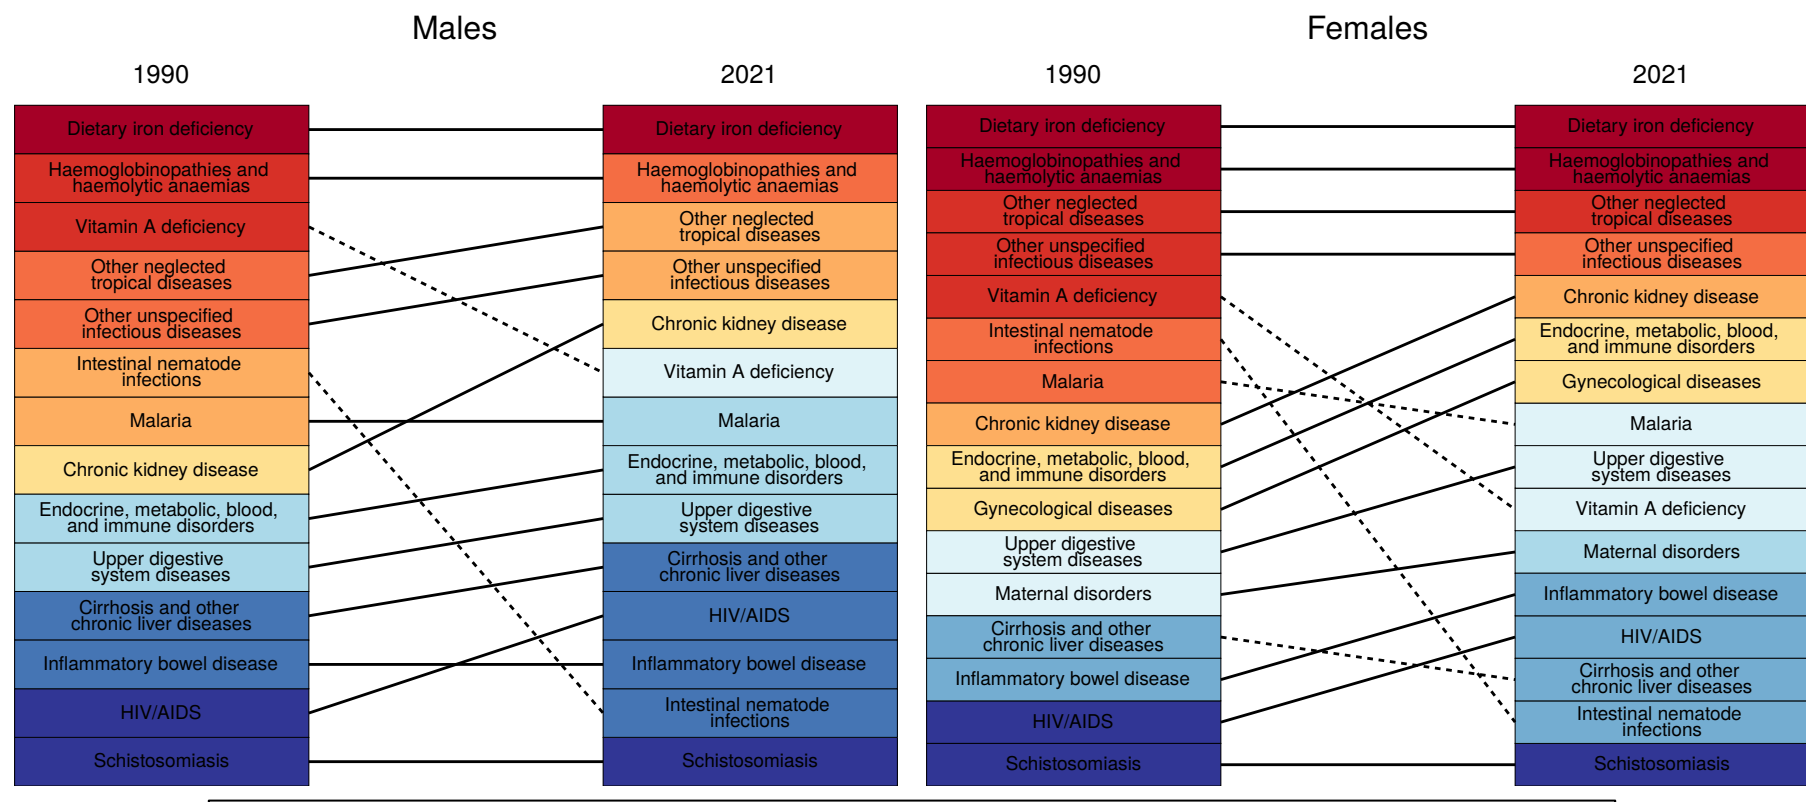 Males
1990
2021
Dietary iron deficiency
Haemoglobinopathies and
haemolytic anaemias
Vitamin A deficiency
Other neglected
tropical diseases
Other unspecified
infectious diseases
Intestinal nematode
infections
Malaria
Chronic kidney disease
Endocrine, metabolic, blood,
and immune disorders
Upper digestive
system diseases
Cirrhosis and other
chronic liver diseases
Inflammatory bowel disease
HIV/AIDS
Schistosomiasis
Dietary iron deficiency
Haemoglobinopathies and
haemolytic anaemias
Other neglected
tropical diseases
Other unspecified
infectious diseases
Chronic kidney disease
Vitamin A deficiency
Malaria
Endocrine, metabolic, blood,
and immune disorders
Upper digestive
system diseases
Cirrhosis and other
chronic liver diseases
HIV/AIDS
Inflammatory bowel disease
Intestinal nematode
infections
Schistosomiasis
Females
1990
2021
Dietary iron deficiency
Haemoglobinopathies and
haemolytic anaemias
Other neglected
tropical diseases
Other unspecified
infectious diseases
Vitamin A deficiency
Intestinal nematode
infections
Malaria
Chronic kidney disease
Endocrine, metabolic, blood,
and immune disorders
Gynecological diseases
Upper digestive
system diseases
Maternal disorders
Cirrhosis and other
chronic liver diseases
Inflammatory bowel disease
HIV/AIDS
Schistosomiasis
Dietary iron deficiency
Haemoglobinopathies and
haemolytic anaemias
Other neglected
tropical diseases
Other unspecified
infectious diseases
Chronic kidney disease
Endocrine, metabolic, blood,
and immune disorders
Gynecological diseases
Malaria
Upper digestive
system diseases
Vitamin A deficiency
Maternal disorders
Inflammatory bowel disease
HIV/AIDS
Cirrhosis and other
chronic liver diseases
Intestinal nematode
infections
Schistosomiasis